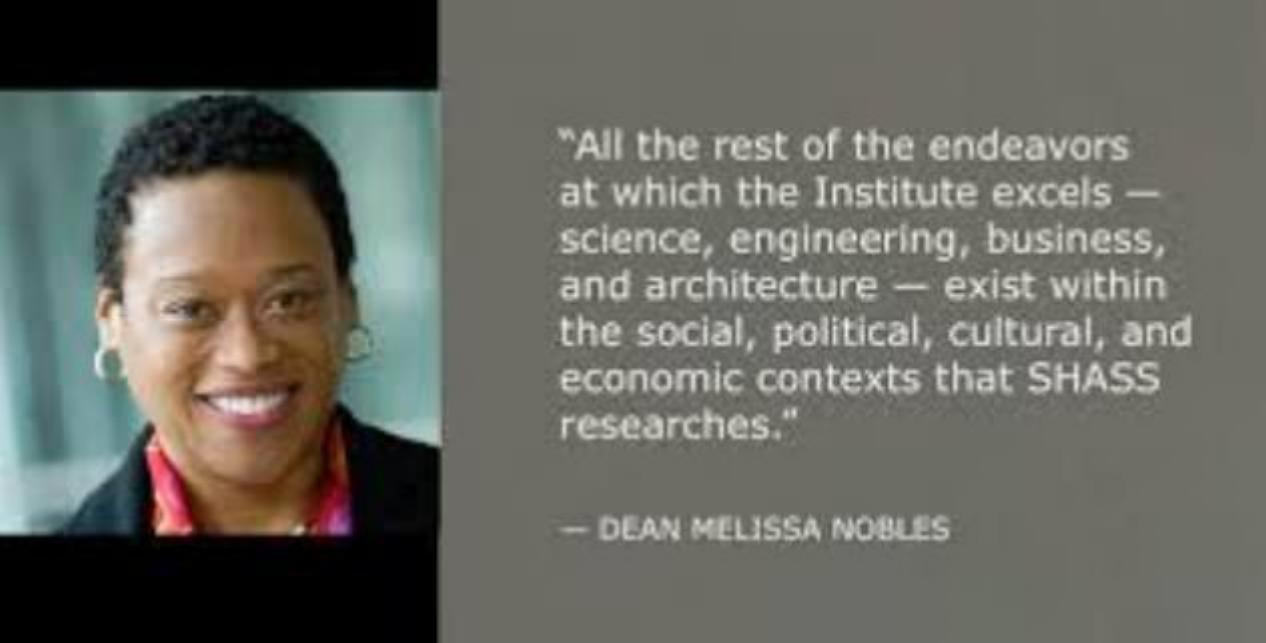 “All the rest of the endeavors
at which the Institute excels —
science, engineering, business,
and architecture — exist within
the social, political, cultural, and
economic contexts that SHASS
researches.”
— DEAN MELISSA NOBLES